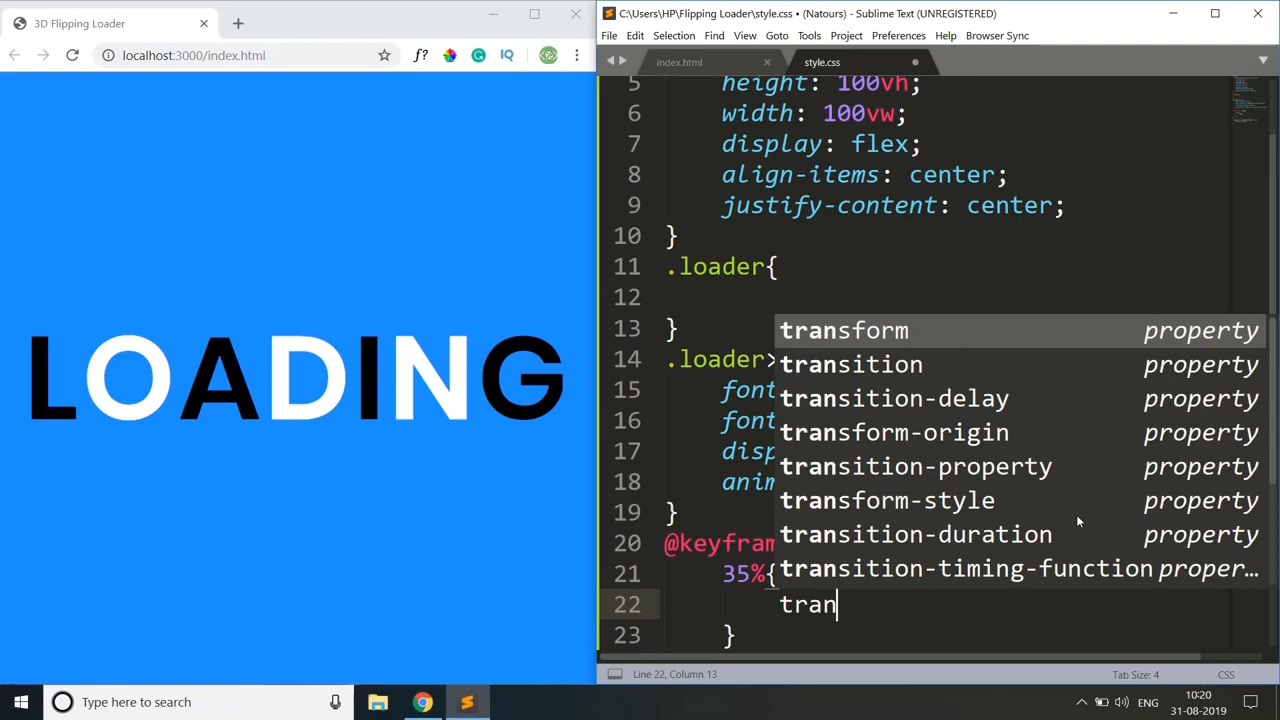 3D Flipping Loader
localhost:3000/index.html
f?
IQ
LOADING
C:\Users\HP\Flipping Loader\style.css • (Natours) - Sublime Text (UNREGISTERED)
File Edit Selection Find View Goto Tools Project Preferences Help Browser Sync
index.html
style.css
5 height: 100vh;
6 width: 100vw;
7 display: flex;
8 align-items: center;
9 justify-content: center;
10 }
11 .loader{
12
13 }
14 .loader>
15 font
16 font
17 disp
18 anim
19 }
20 @keyfram
21 35%{
22 tran
23 }
transform property
transition property
transition-delay property
transform-origin property
transition-property property
transform-style property
transition-duration property
transition-timing-function proper…
Line 22, Column 13
Tab Size: 4
CSS
Type here to search
ENG
10:20
31-08-2019